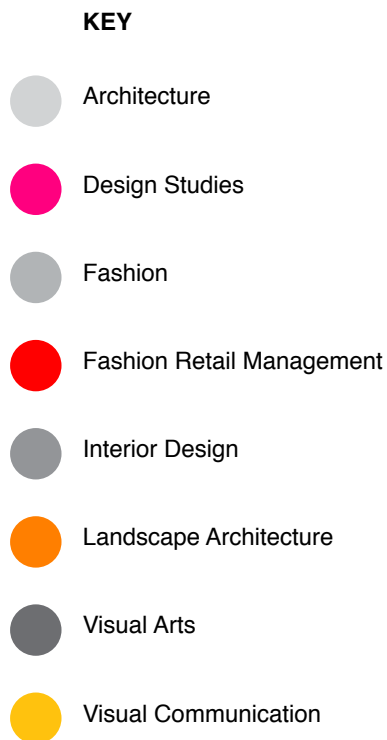 KEY
Architecture
Design Studies
Fashion
Fashion Retail Management
Interior Design
Landscape Architecture
Visual Arts
Visual Communication